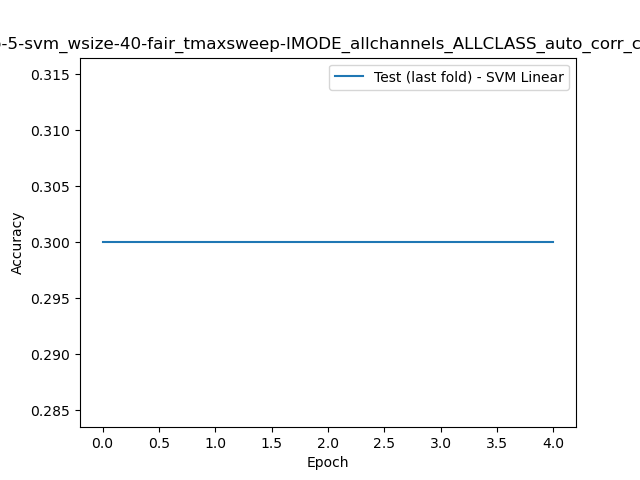 -5-svm_wsize-40-fair_tmaxsweep-IMODE_allchannels_ALLCLASS_auto_corr_c
Test (last fold) - SVM Linear
0.315
0.310
0.305
0.300
0.295
0.290
0.285
Accuracy
0.0 0.5 1.0 1.5 2.0 2.5 3.0 3.5 4.0
Epoch